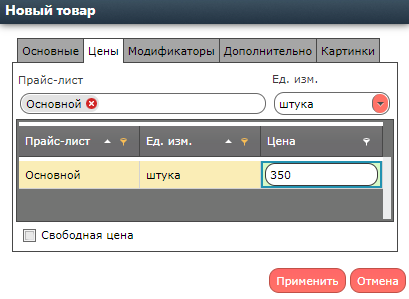 Новый товар
Основные Цены Модификаторы Дополнительно Картинки
Прайс-лист Ед. изм.
Основной штука
Прайс-лист Ед. изм. Цена
Основной штука 350
Свободная цена
Применить Отмена